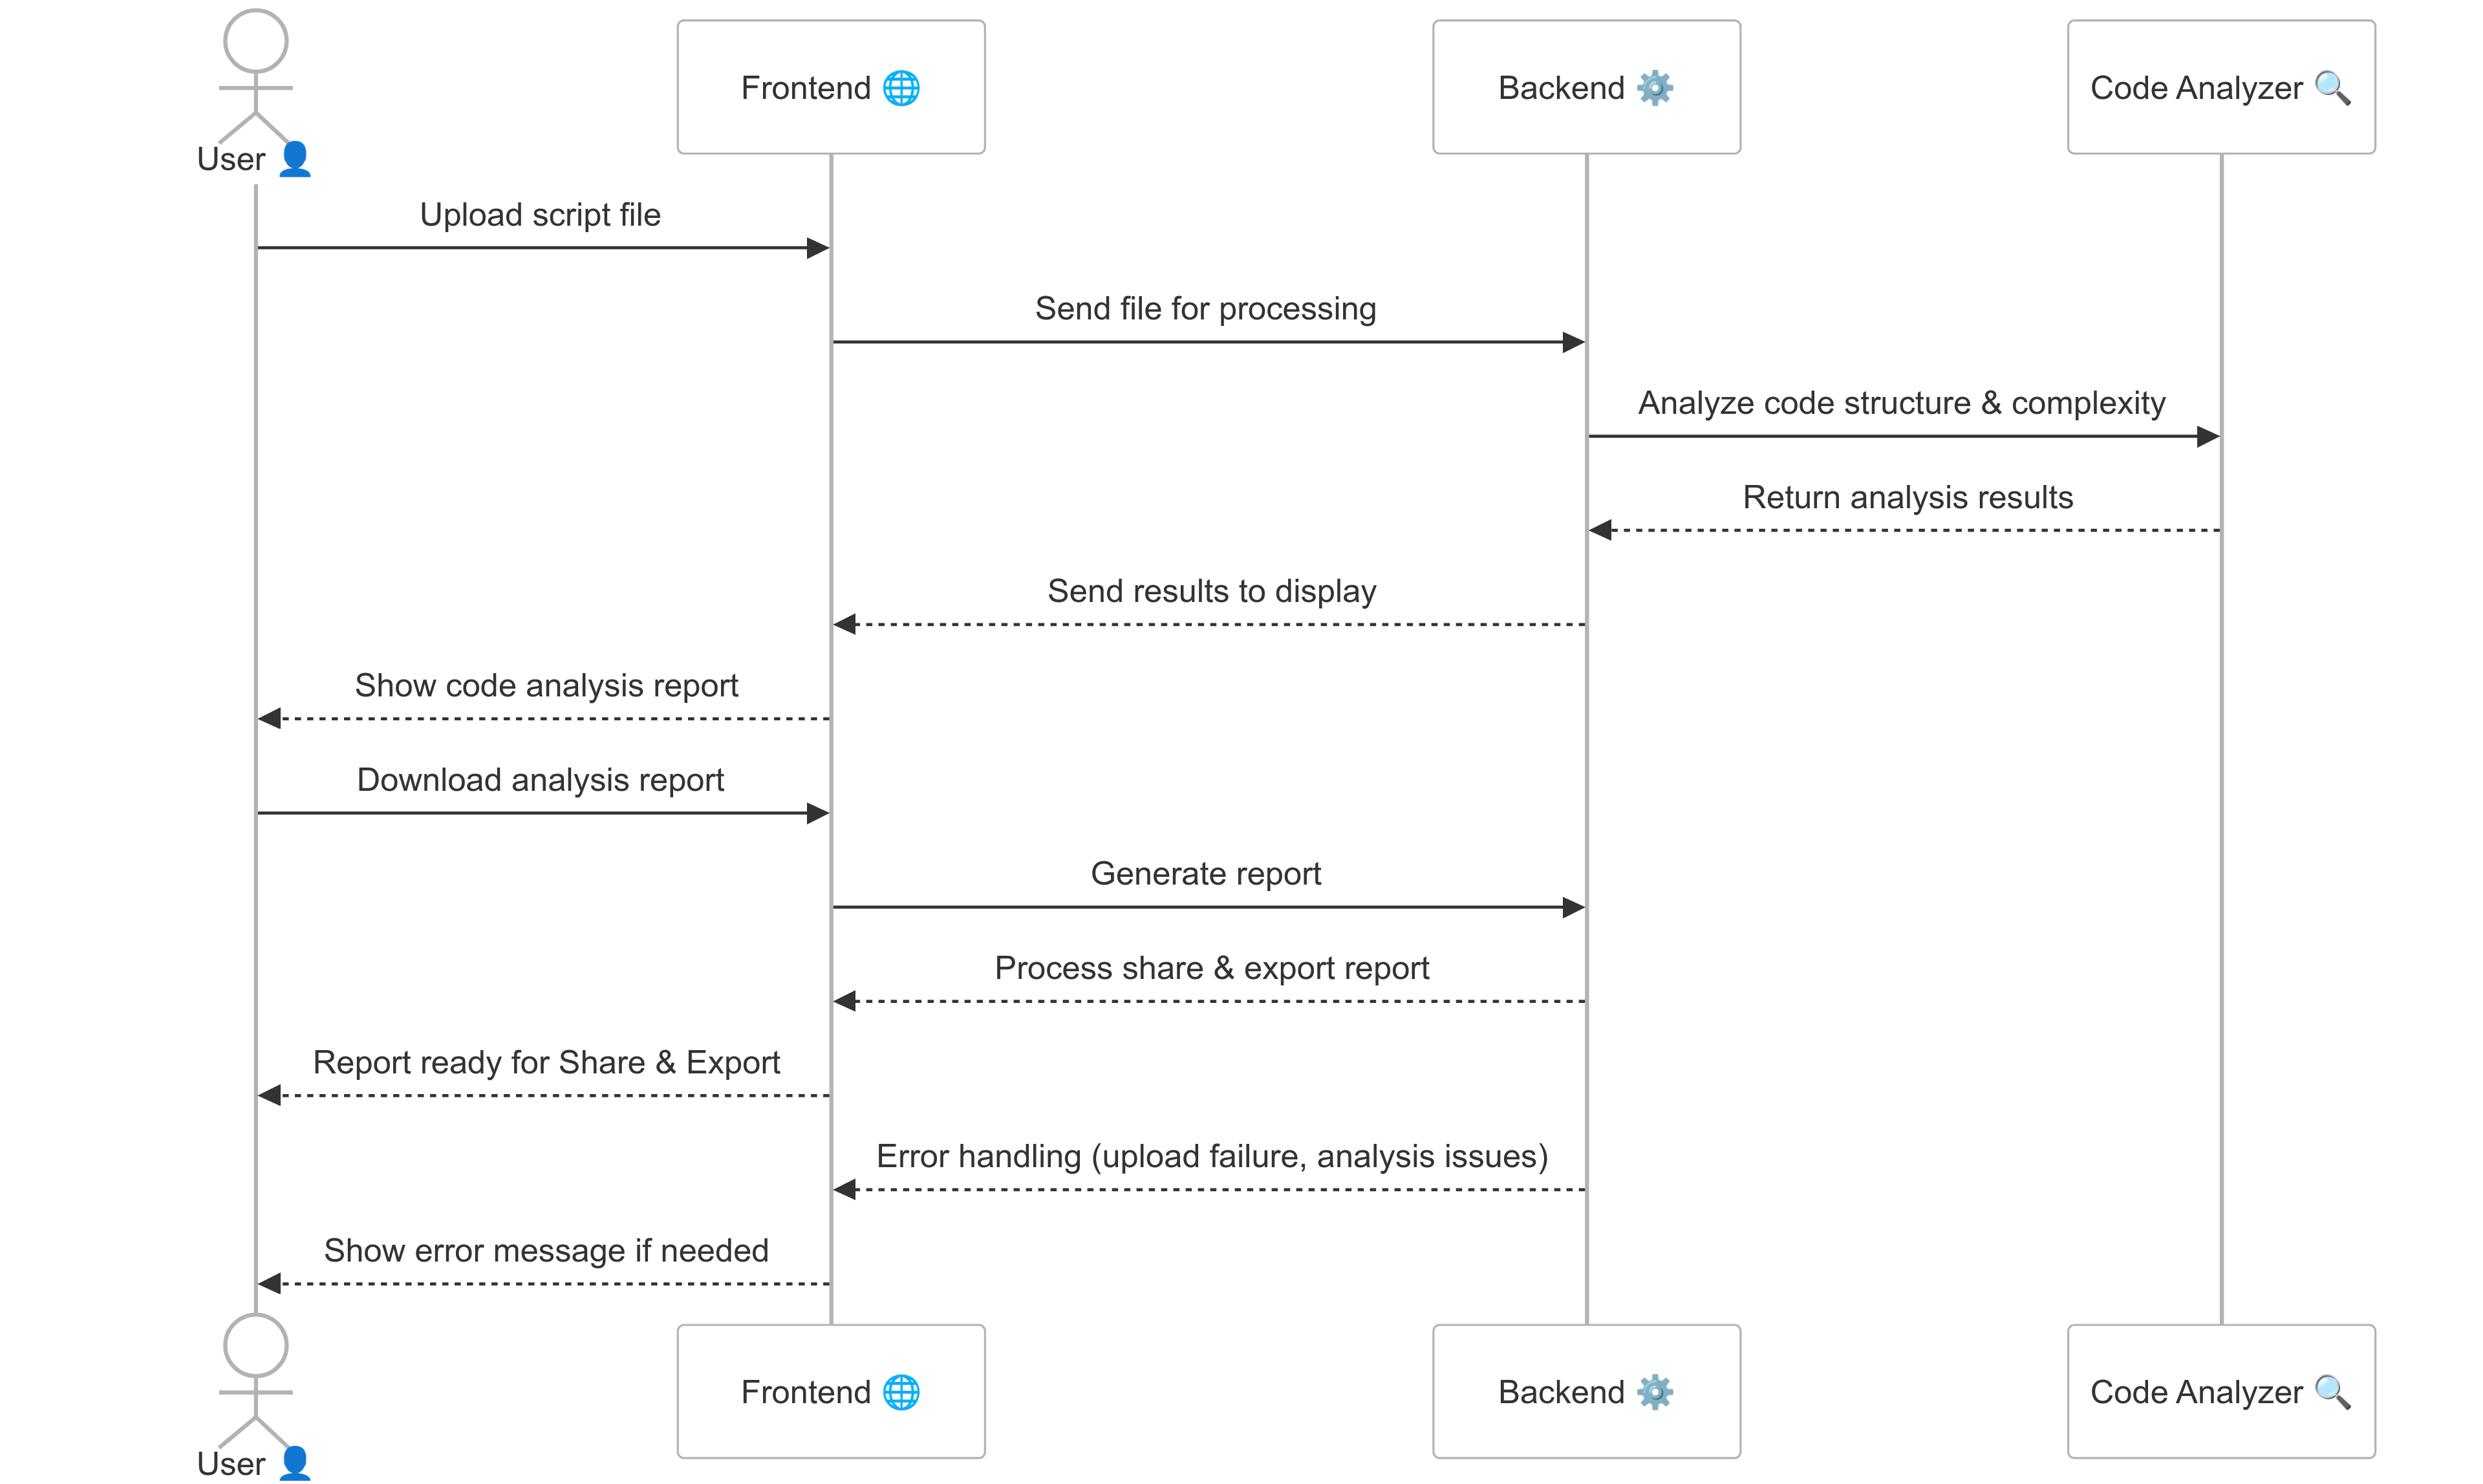 User 👤
Frontend 🌐
Backend ⚙️
Code Analyzer 🔍
Upload script file
Send file for processing
Analyze code structure & complexity
Return analysis results
Send results to display
Show code analysis report
Download analysis report
Generate report
Process share & export report
Report ready for Share & Export
Error handling (upload failure, analysis issues)
Show error message if needed
User 👤
Frontend 🌐
Backend ⚙️
Code Analyzer 🔍